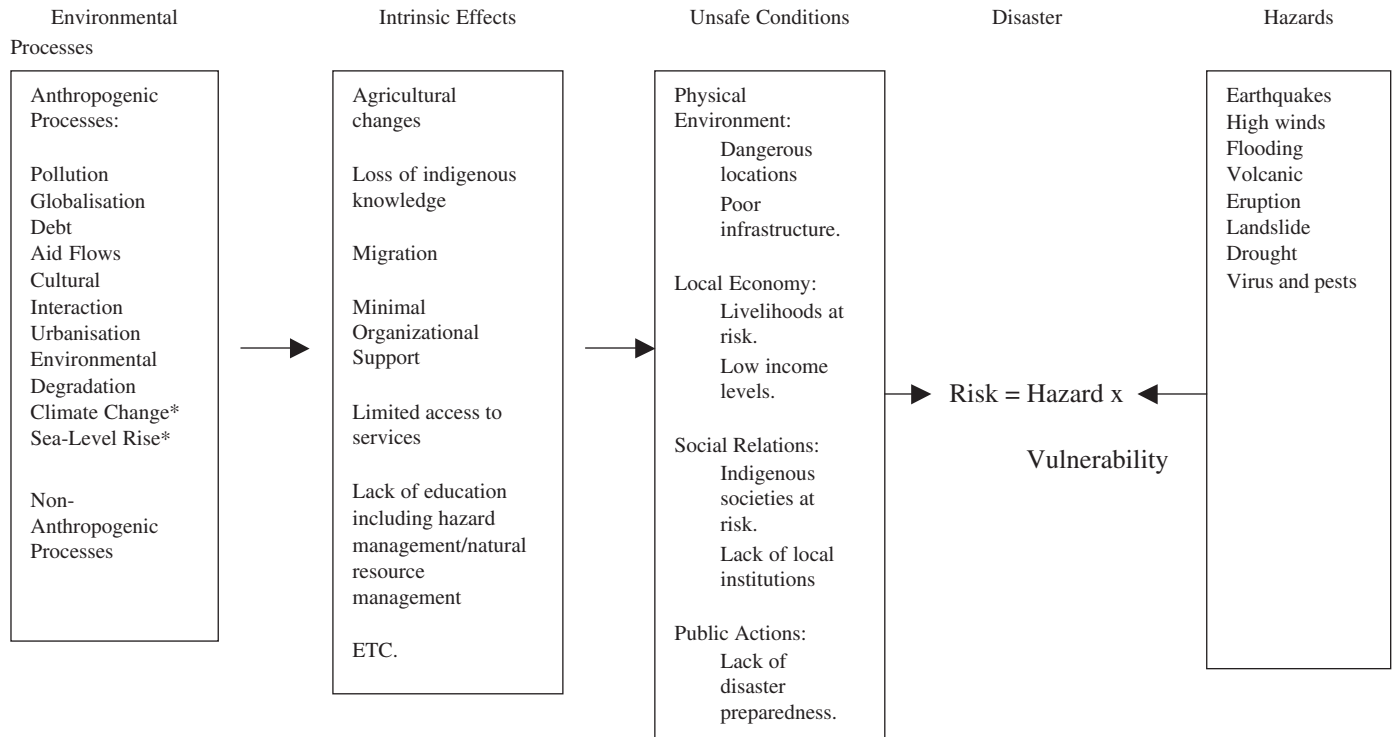 Environmental
Processes
Intrinsic Effects
Unsafe Conditions
Disaster
Hazards
Anthropogenic
Processes:
Pollution
Globalisation
Debt
Aid Flows
Cultural
Interaction
Urbanisation
Environmental
Degradation
Climate Change*
Sea-Level Rise*
Non-
Anthropogenic
Processes
Agricultural
changes
Loss of indigenous
knowledge
Migration
Minimal
Organizational
Support
Limited access to
services
Lack of education
including hazard
management/natural
resource
management
ETC.
Physical
Environment:
Dangerous
locations
Poor
infrastructure.
Local Economy:
Livelihoods at
risk.
Low income
levels.
Social Relations:
Indigenous
societies at
risk.
Lack of local
institutions
Public Actions:
Lack of
disaster
preparedness.
Risk = Hazard x
Vulnerability
Earthquakes
High winds
Flooding
Volcanic
Eruption
Landslide
Drought
Virus and pests